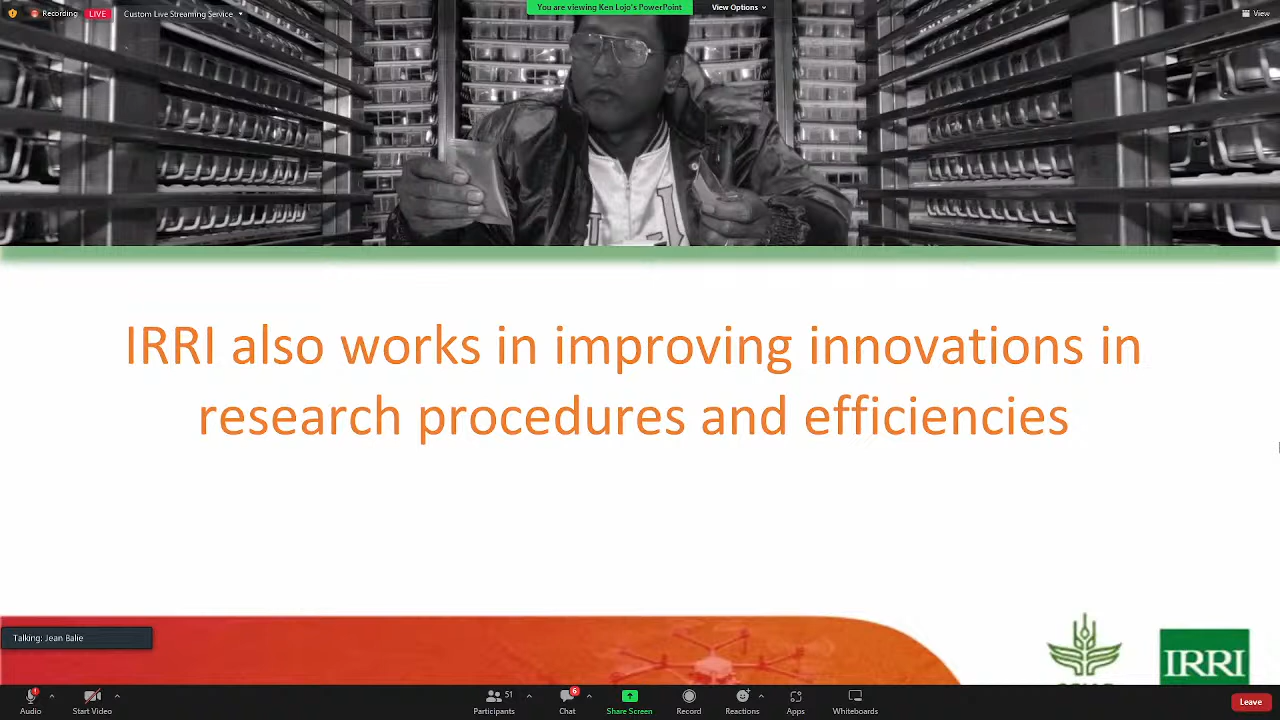 Recording
LIVE
Custom Live Streaming Service
You are viewing Ken Lojo's PowerPoint
View Options
View
IRRI also works in improving innovations in
research procedures and efficiencies
Talking: Jean Balie
IRRI
Audio
Start Video
51
Participants
6
Chat
Share Screen
Record
Reactions
Apps
Whiteboards
Leave